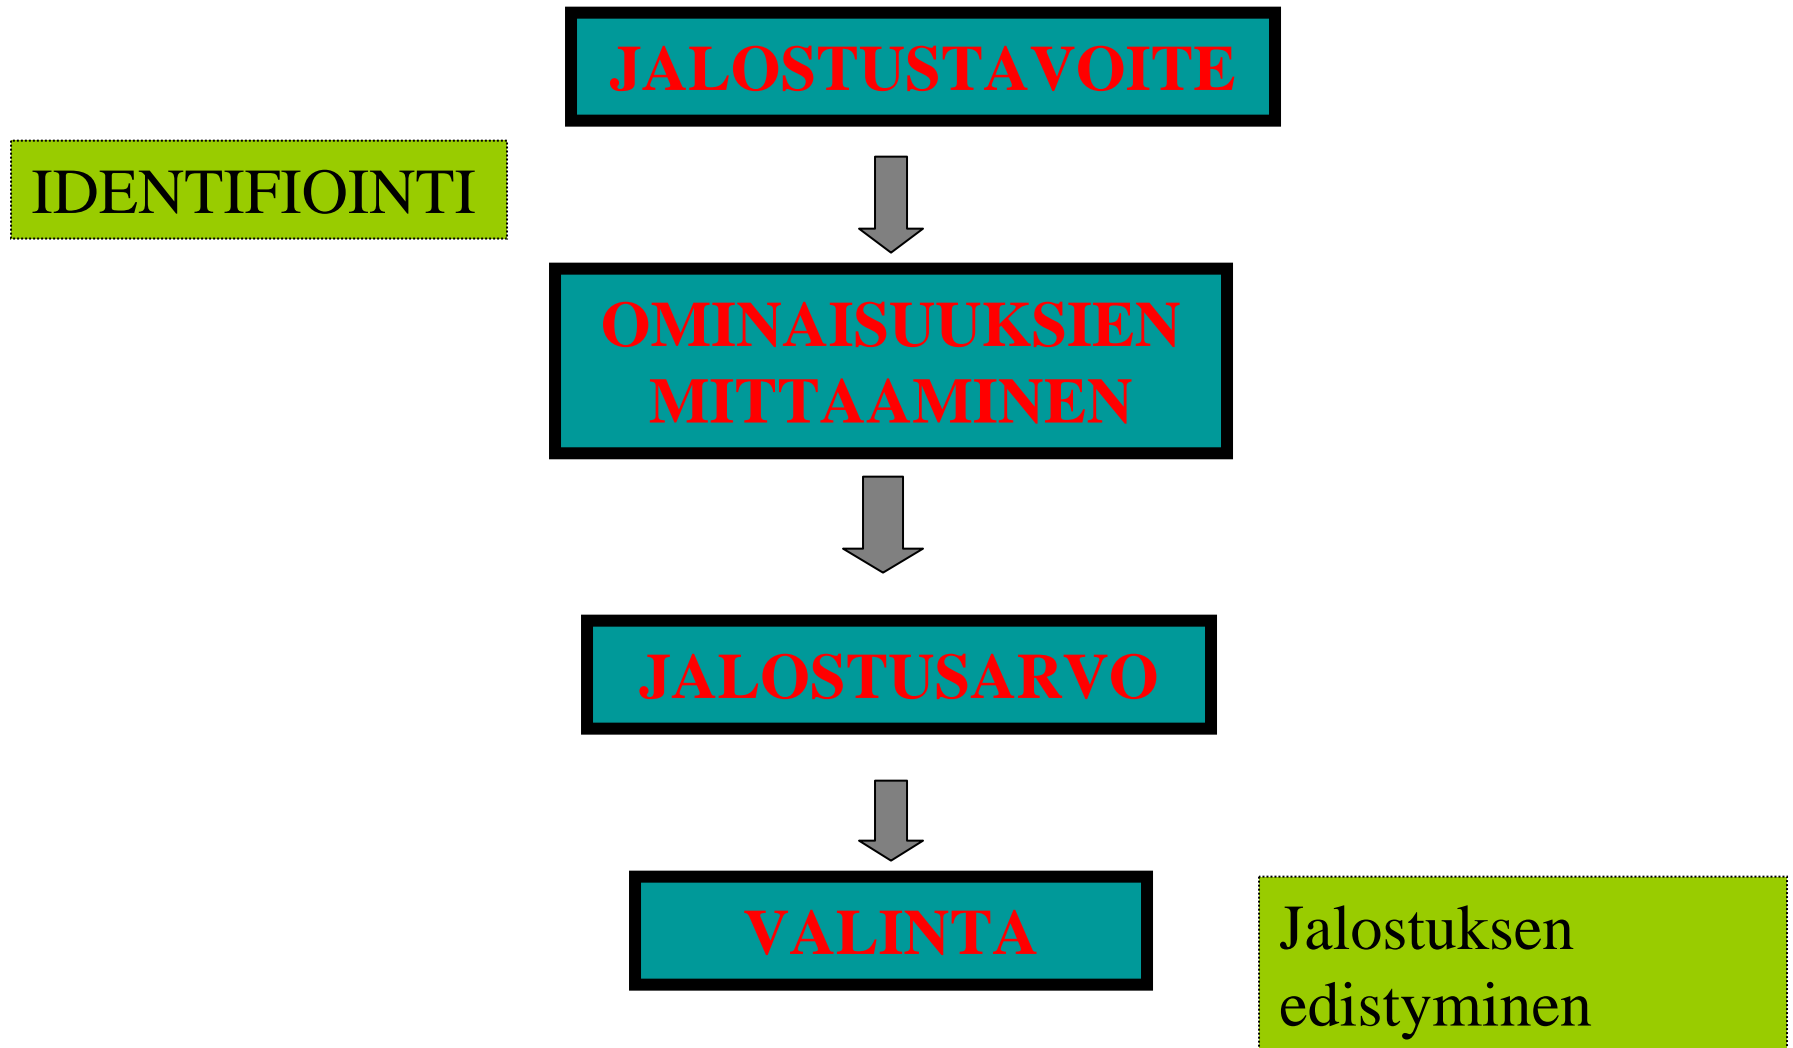 JALOSTUSTAVOITE
IDENTIFIOINTI
OMINAISUUKSIEN
MITTAAMINEN
JALOSTUSARVO
VALINTA
Jalostuksen
edistyminen